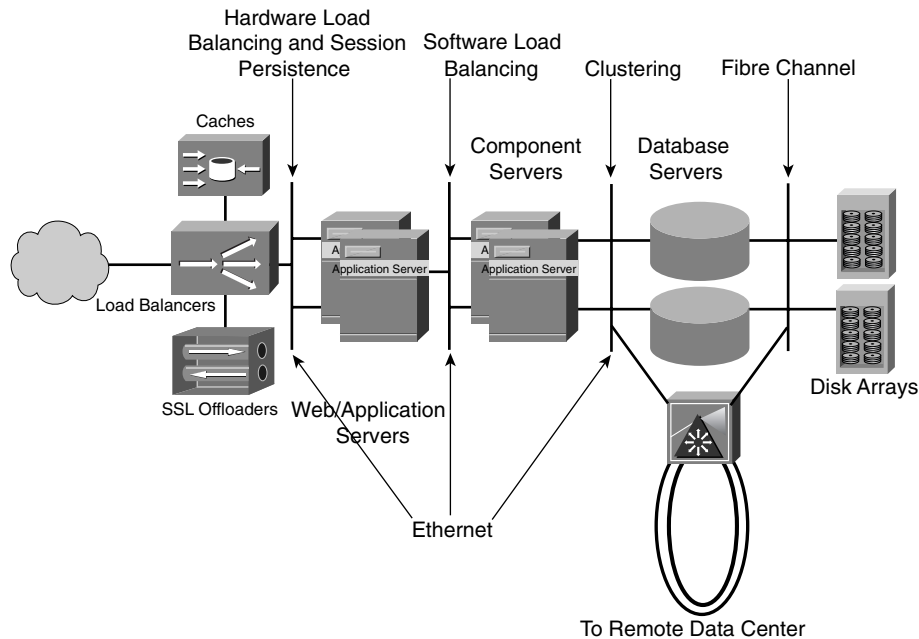 Hardware Load
Balancing and Session
Persistence
Software Load
Balancing
Clustering
Fibre Channel
Caches
Component
Servers
Database
Servers
A
A
Application Server
A
A
Application Server
Load Balancers
SSL Offloaders
Web/Application
Servers
Disk Arrays
Ethernet
To Remote Data Center